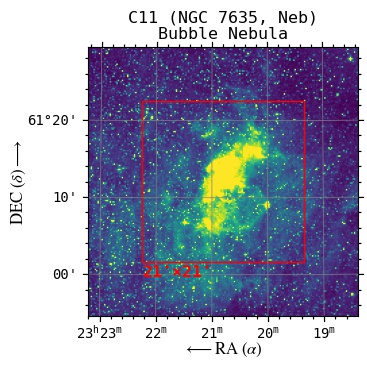 C11 (NGC 7635, Neb)
Bubble Nebula
61°20'
10'
00'
DEC (δ) ⟶
21'×21'
23ʰ23ᵐ 22ᵐ 21ᵐ 20ᵐ 19ᵐ
⟵ RA (α)